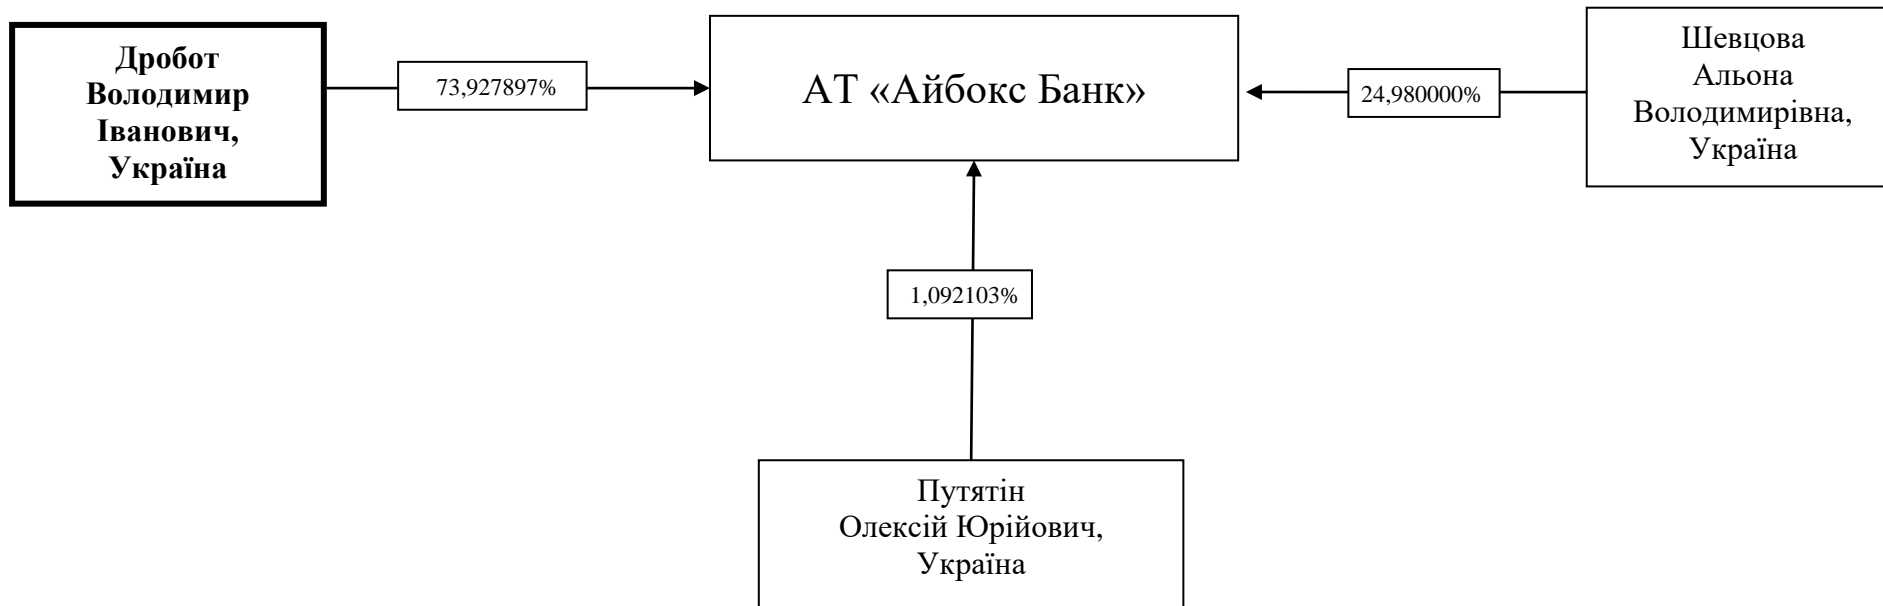 Дробот
Володимир
Іванович,
Україна
73,927897%
АТ «Айбокс Банк»
24,980000%
Шевцова
Альона
Володимирівна,
Україна
1,092103%
Путятін
Олексій Юрійович,
Україна